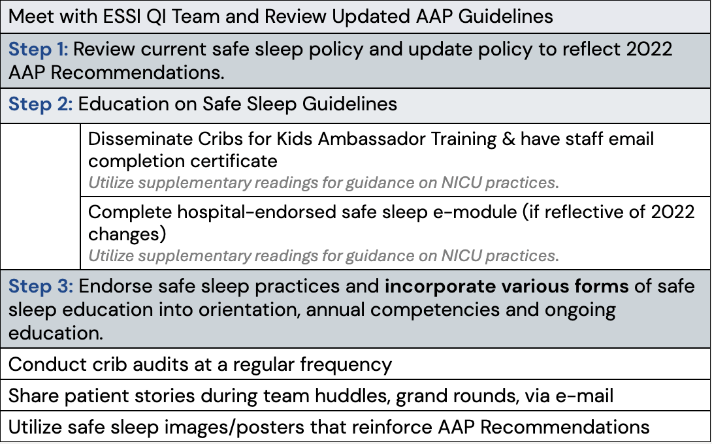 Meet with ESSI QI Team and Review Updated AAP Guidelines
Step 1: Review current safe sleep policy and update policy to reflect 2022
AAP Recommendations.
Step 2: Education on Safe Sleep Guidelines
Disseminate Cribs for Kids Ambassador Training & have staff email
completion certificate
Utilize supplementary readings for guidance on NICU practices.
Complete hospital-endorsed safe sleep e-module (if reflective of 2022
changes)
Utilize supplementary readings for guidance on NICU practices.
Step 3: Endorse safe sleep practices and incorporate various forms of safe
sleep education into orientation, annual competencies and ongoing
education.
Conduct crib audits at a regular frequency
Share patient stories during team huddles, grand rounds, via e-mail
Utilize safe sleep images/posters that reinforce AAP Recommendations